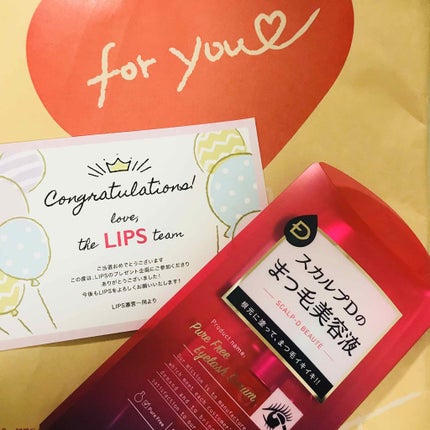 for you
Congratulations!
love,
the LIPS team
ご当選おめでとうございます
この度は、LIPSのプレゼント企画にご参加くださり
ありがとうございました!
今後もLIPSをよろしくお願いいたします!
LIPS運営一同より
スカルプDの
まつ毛美容液
SCALP-D BEAUTÉ
根元に塗って、まつ毛イキイキ!!
Product name:
Pure Free
Eyelash Serum